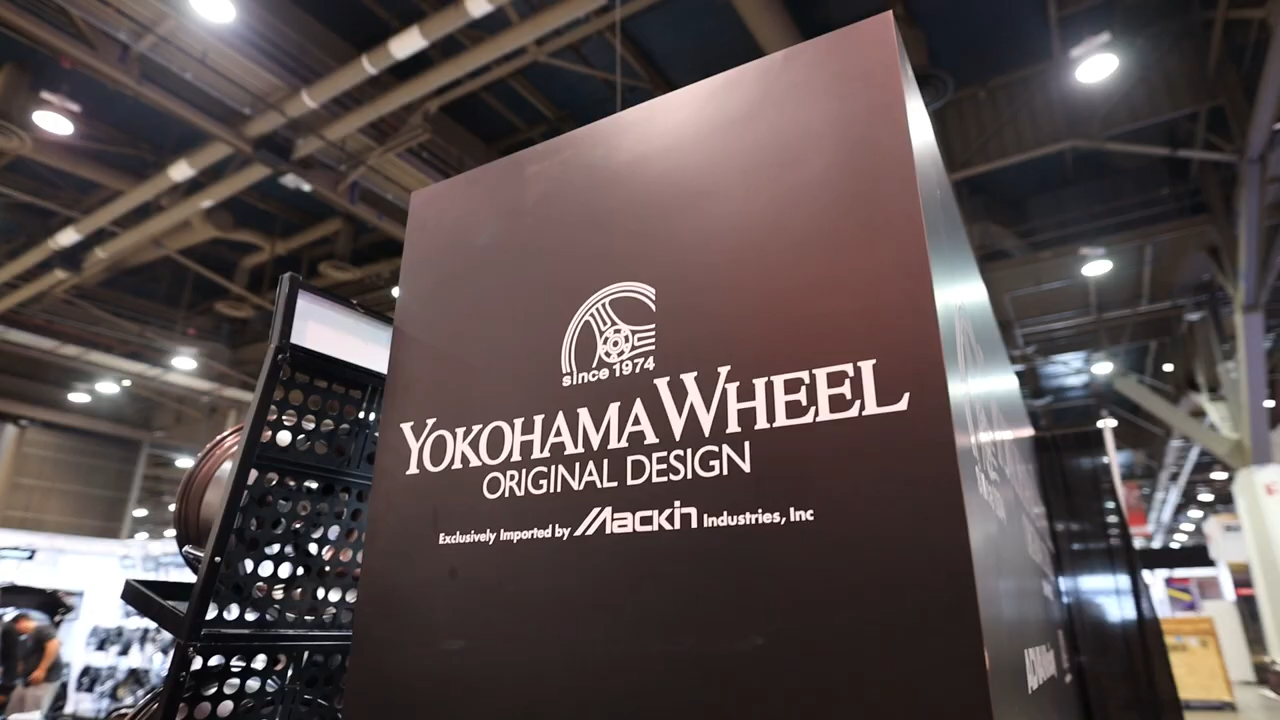 since 1974
YOKOHAMA WHEEL
ORIGINAL DESIGN
Exclusively Imported by Mackin Industries, Inc